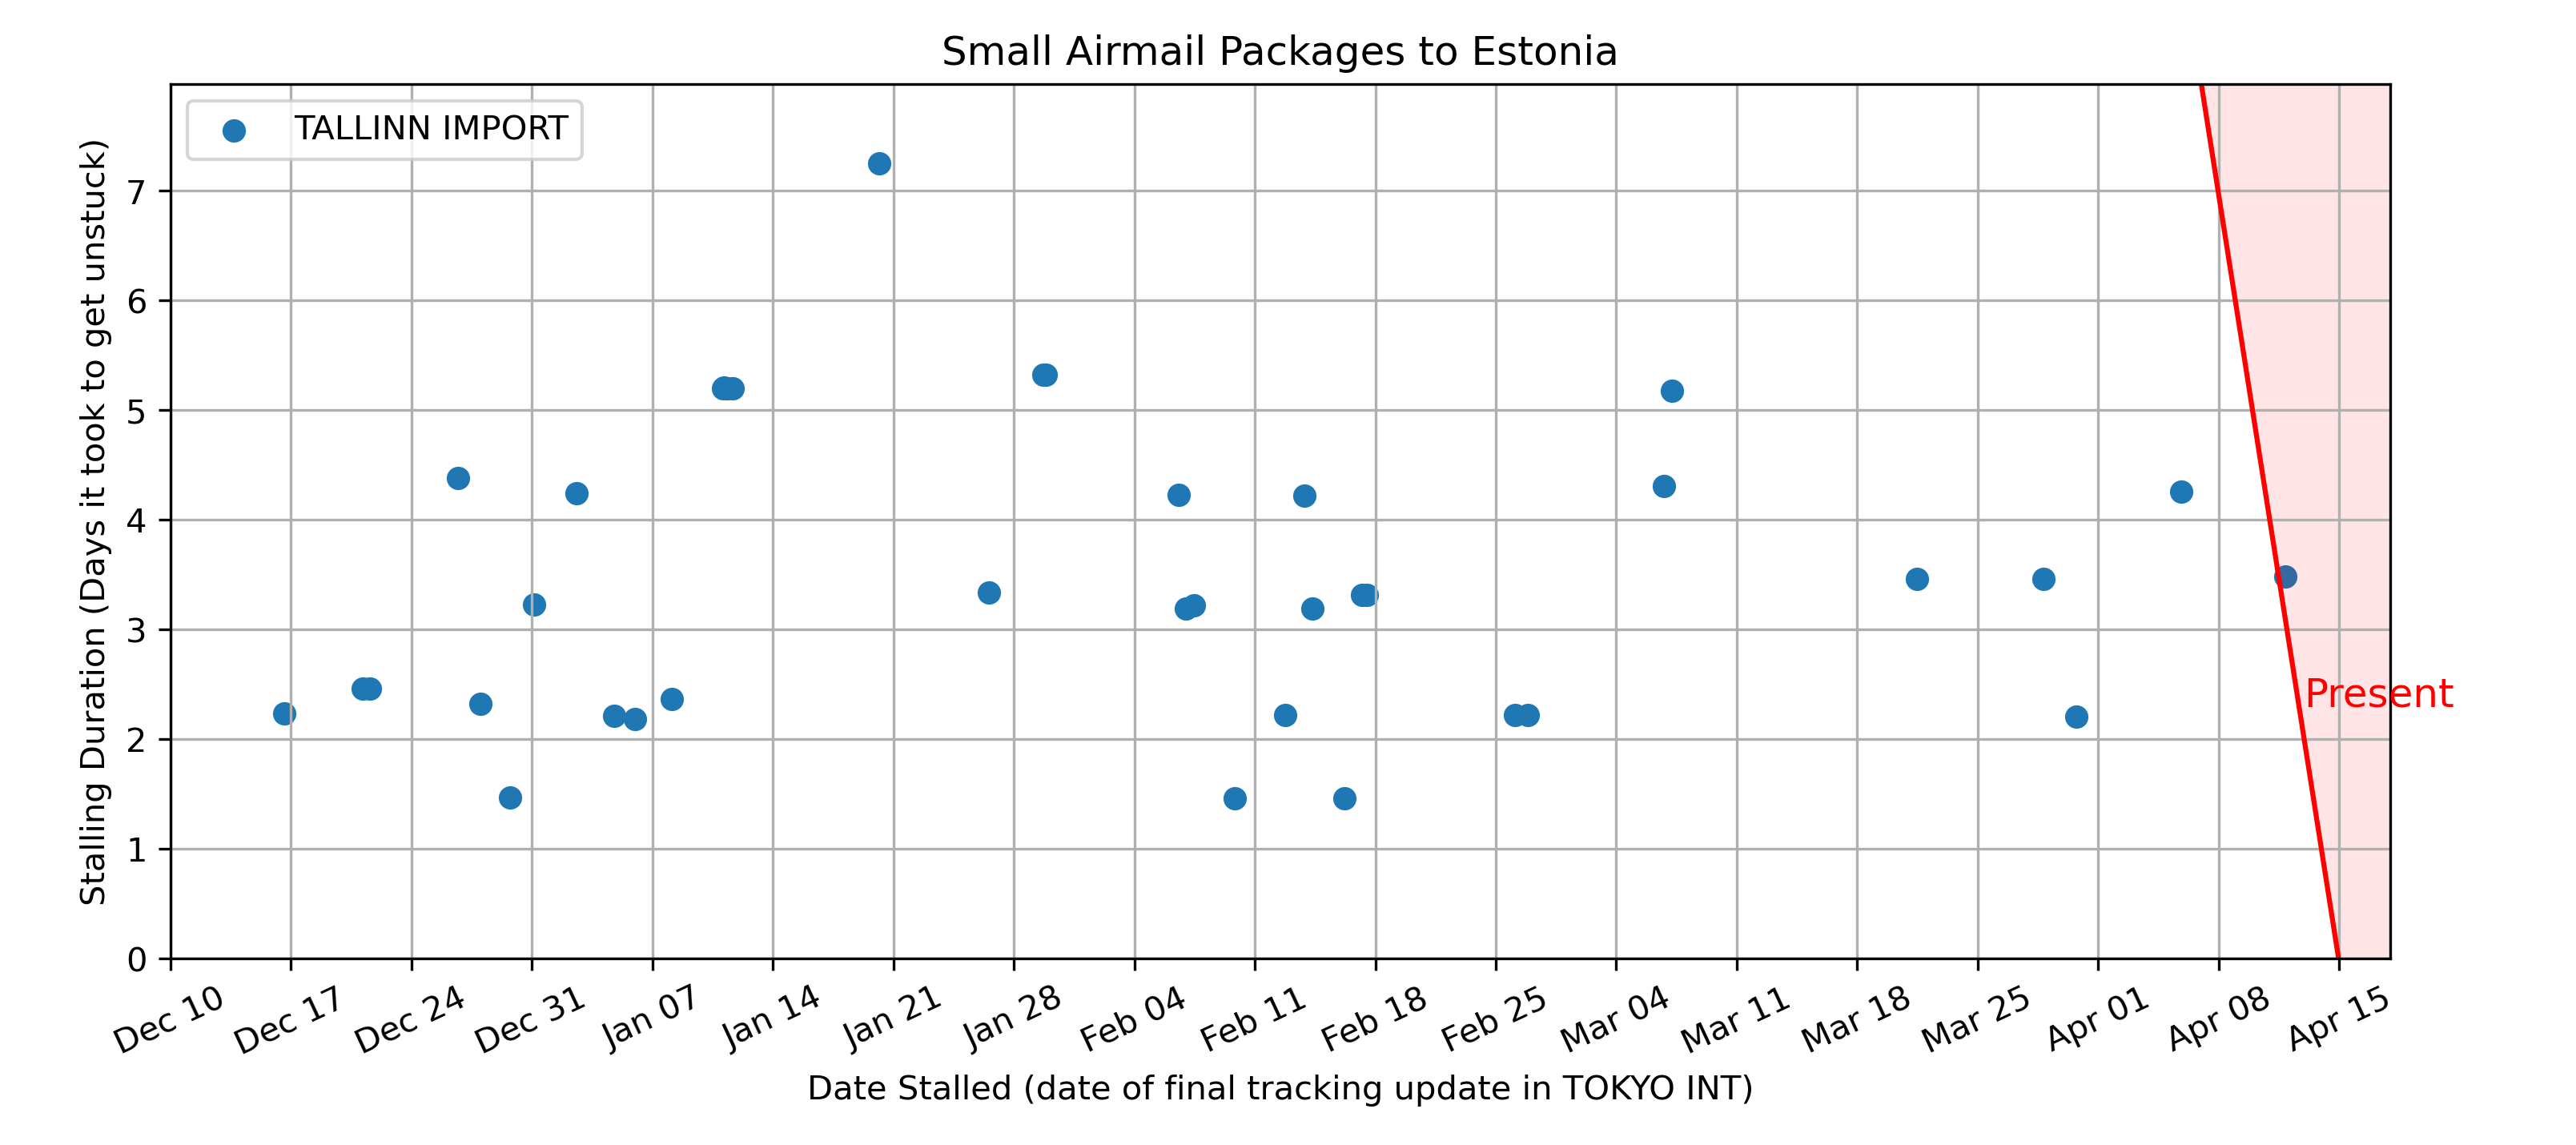 Small Airmail Packages to Estonia
TALLINN IMPORT
Stalling Duration (Days it took to get unstuck)
7
6
5
4
3
2
1
0
Present
Dec 10
Dec 17
Dec 24
Dec 31
Jan 07
Jan 14
Jan 21
Jan 28
Feb 04
Feb 11
Feb 18
Feb 25
Mar 04
Mar 11
Mar 18
Mar 25
Apr 01
Apr 08
Apr 15
Date Stalled (date of final tracking update in TOKYO INT)